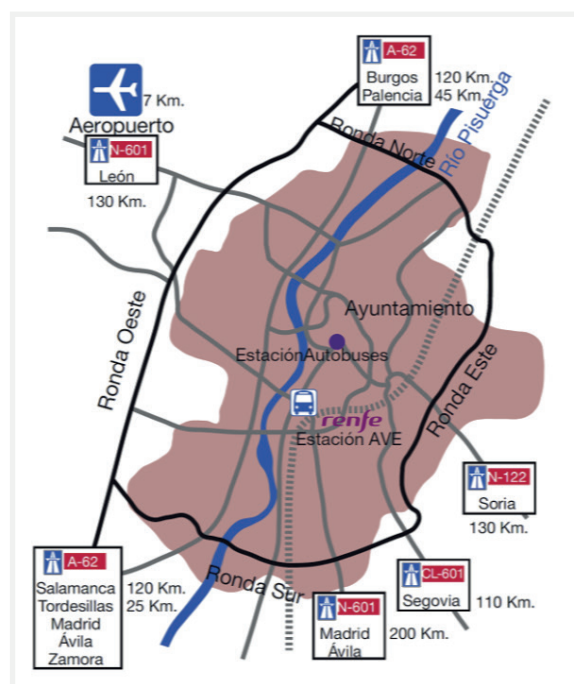 A-62
Burgos 120 Km.
Palencia 45 Km.
7 Km.
Aeropuerto
N-601
León
130 Km.
Ronda Norte
Río Pisuerga
Ronda Oeste
Ayuntamiento
EstaciónAutobuses
renfe
Estación AVE
Ronda Este
N-122
Soria
130 Km.
A-62
Salamanca 120 Km.
Tordesillas 25 Km.
Madrid
Ávila
Zamora
Ronda Sur
N-601
Madrid 200 Km.
Ávila
CL-601
Segovia 110 Km.